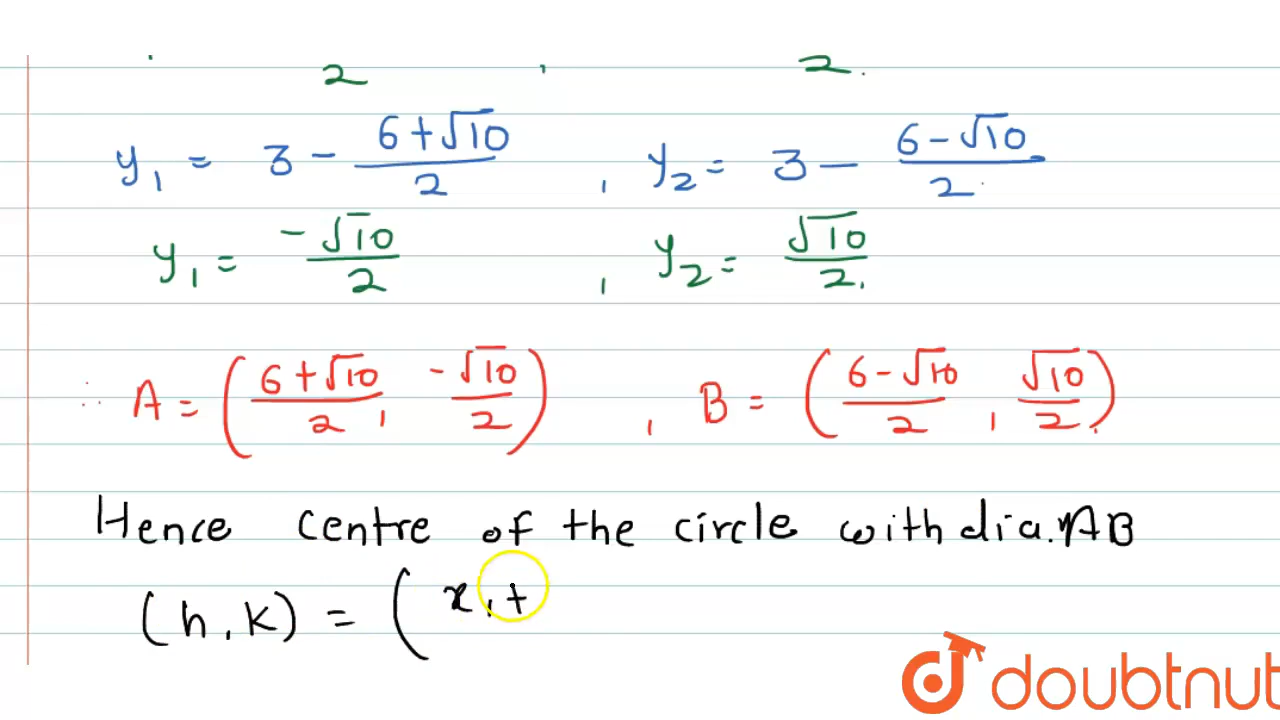 2 , 2.
y₁ = 3 - (6+√10)/2 , y₂ = 3 - (6-√10)/2
y₁ = -√10/2 , y₂ = √10/2.
∴ A = ((6+√10)/2, -√10/2) , B = ((6-√10)/2, √10/2)
Hence centre of the circle with dia. AB
(h, k) = ( x₁ +
doubtnut